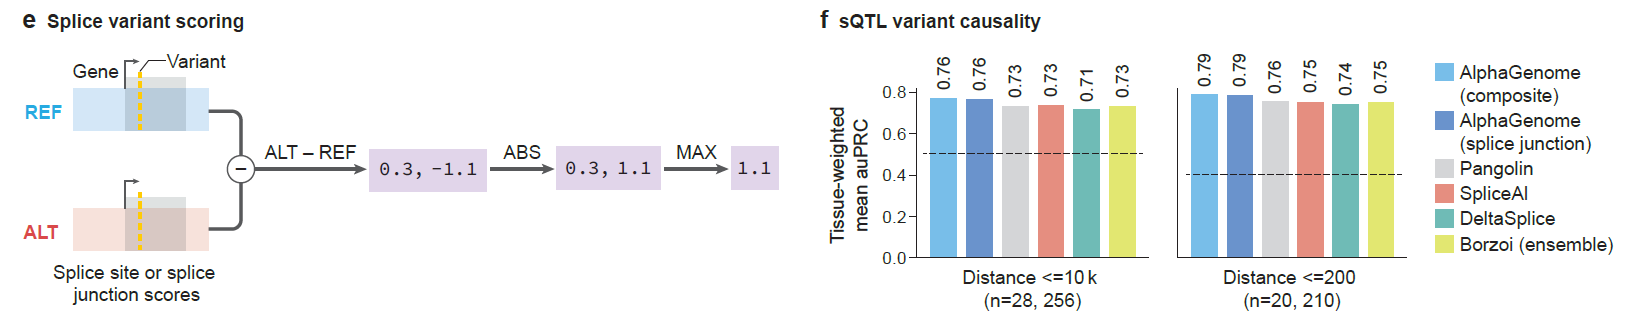 e Splice variant scoring
Gene
Variant
REF
ALT
Splice site or splice
junction scores
−
ALT – REF
0.3, -1.1
ABS
0.3, 1.1
MAX
1.1
f sQTL variant causality
Tissue-weighted
mean auPRC
0.8
0.6
0.4
0.2
0.0
0.76
0.76
0.73
0.73
0.71
0.73
Distance <=10 k
(n=28, 256)
0.79
0.79
0.76
0.75
0.74
0.75
Distance <=200
(n=20, 210)
AlphaGenome
(composite)
AlphaGenome
(splice junction)
Pangolin
SpliceAI
DeltaSplice
Borzoi (ensemble)